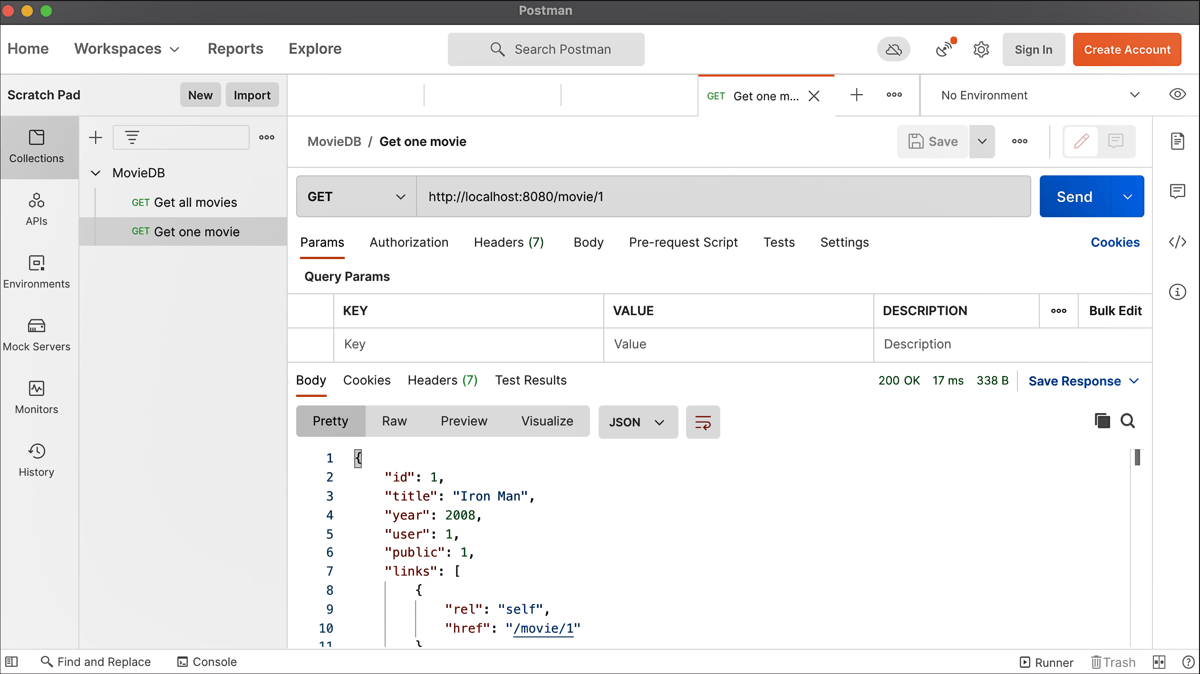 Postman
Home Workspaces Reports Explore Search Postman Sign In Create Account
Scratch Pad New Import GET Get one m... No Environment
Collections
APIs
Environments
Mock Servers
Monitors
History
MovieDB
GET Get all movies
GET Get one movie
MovieDB / Get one movie Save
GET http://localhost:8080/movie/1 Send
Params Authorization Headers (7) Body Pre-request Script Tests Settings Cookies
Query Params
KEY VALUE DESCRIPTION Bulk Edit
Key Value Description
Body Cookies Headers (7) Test Results 200 OK 17 ms 338 B Save Response
Pretty Raw Preview Visualize JSON
1 {
2 "id": 1,
3 "title": "Iron Man",
4 "year": 2008,
5 "user": 1,
6 "public": 1,
7 "links": [
8 {
9 "rel": "self",
10 "href": "/movie/1"
11 }
Find and Replace Console Runner Trash